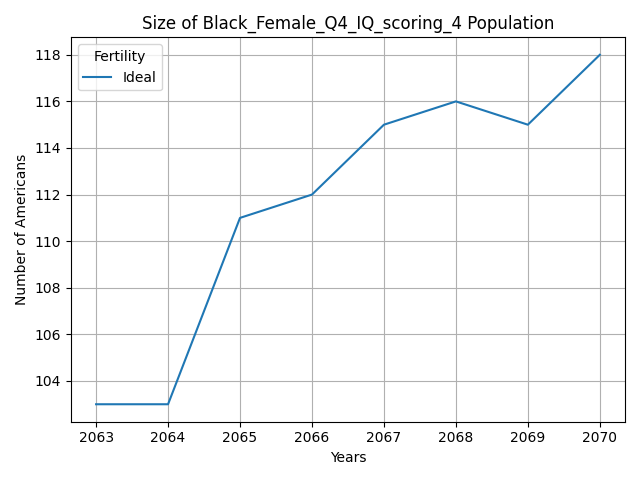 Size of Black_Female_Q4_IQ_scoring_4 Population
Fertility
Ideal
Number of Americans
118
116
114
112
110
108
106
104
2063 2064 2065 2066 2067 2068 2069 2070
Years